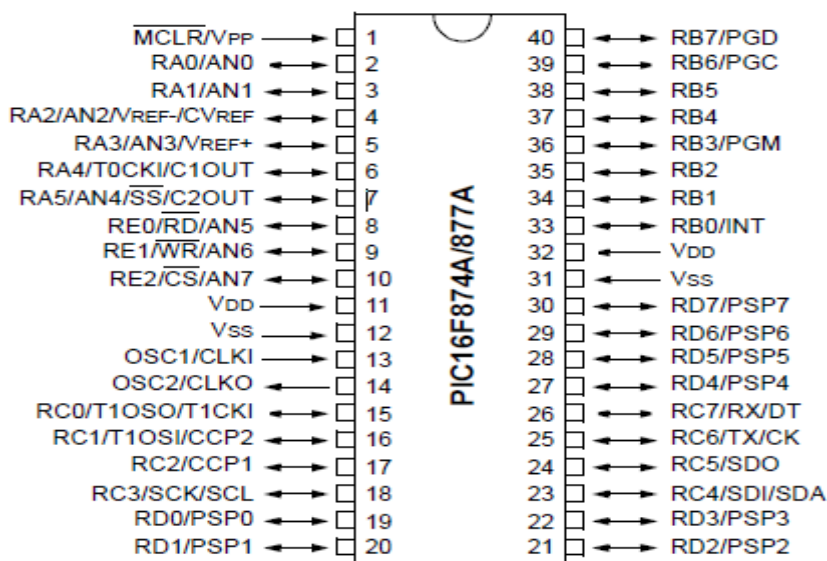 MCLR/VPP 1 40 RB7/PGD
RA0/AN0 2 39 RB6/PGC
RA1/AN1 3 38 RB5
RA2/AN2/VREF-/CVREF 4 37 RB4
RA3/AN3/VREF+ 5 36 RB3/PGM
RA4/T0CKI/C1OUT 6 35 RB2
RA5/AN4/SS/C2OUT 7 34 RB1
RE0/RD/AN5 8 33 RB0/INT
RE1/WR/AN6 9 32 VDD
RE2/CS/AN7 10 31 VSS
VDD 11 30 RD7/PSP7
VSS 12 29 RD6/PSP6
OSC1/CLKI 13 28 RD5/PSP5
OSC2/CLKO 14 27 RD4/PSP4
RC0/T1OSO/T1CKI 15 26 RC7/RX/DT
RC1/T1OSI/CCP2 16 25 RC6/TX/CK
RC2/CCP1 17 24 RC5/SDO
RC3/SCK/SCL 18 23 RC4/SDI/SDA
RD0/PSP0 19 22 RD3/PSP3
RD1/PSP1 20 21 RD2/PSP2
PIC16F874A/877A